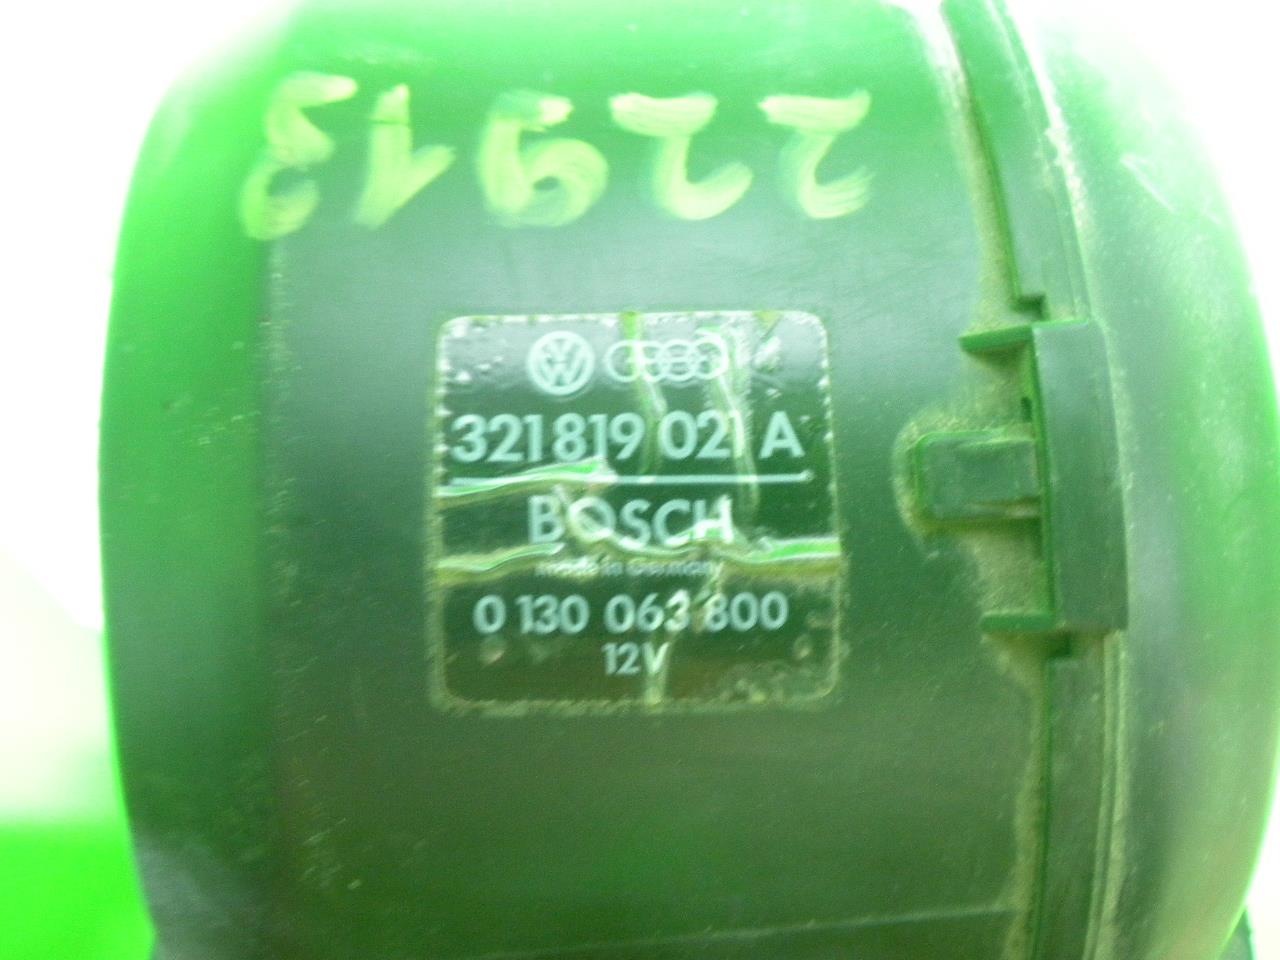 22913
321 819 021 A
BOSCH
made in Germany
0 130 063 800
12V